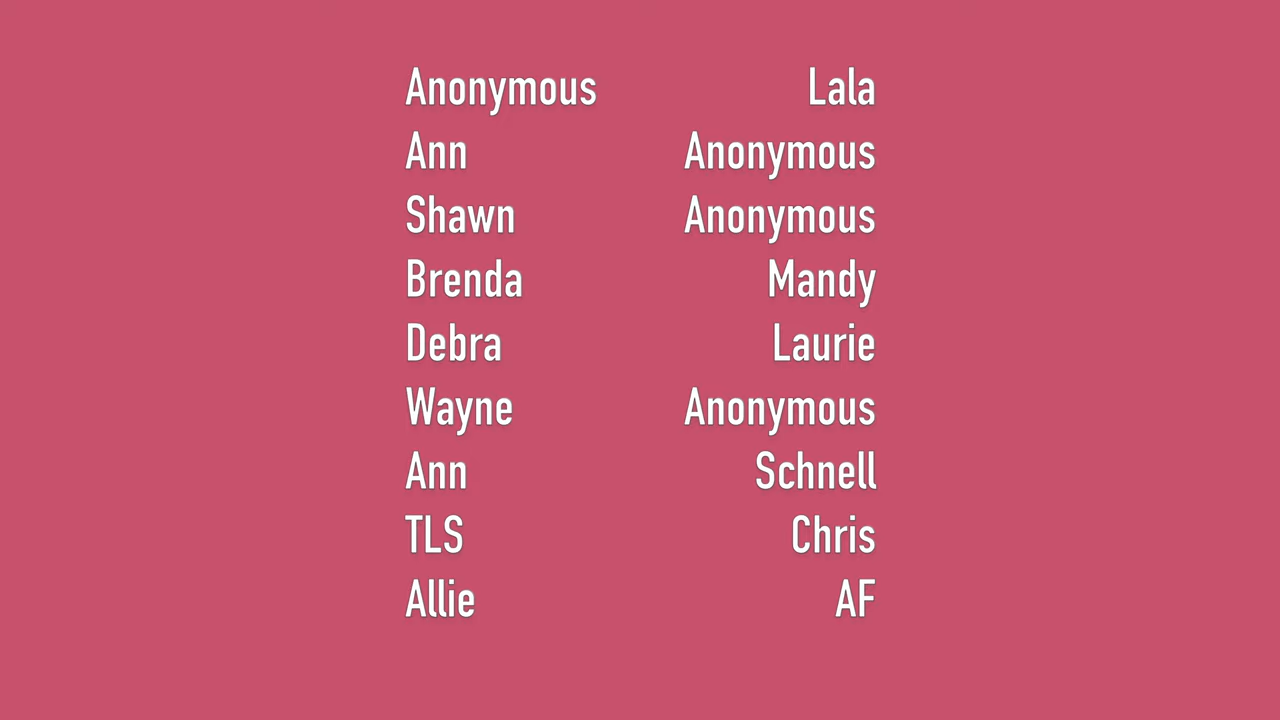 Anonymous Lala
Ann Anonymous
Shawn Anonymous
Brenda Mandy
Debra Laurie
Wayne Anonymous
Ann Schnell
TLS Chris
Allie AF